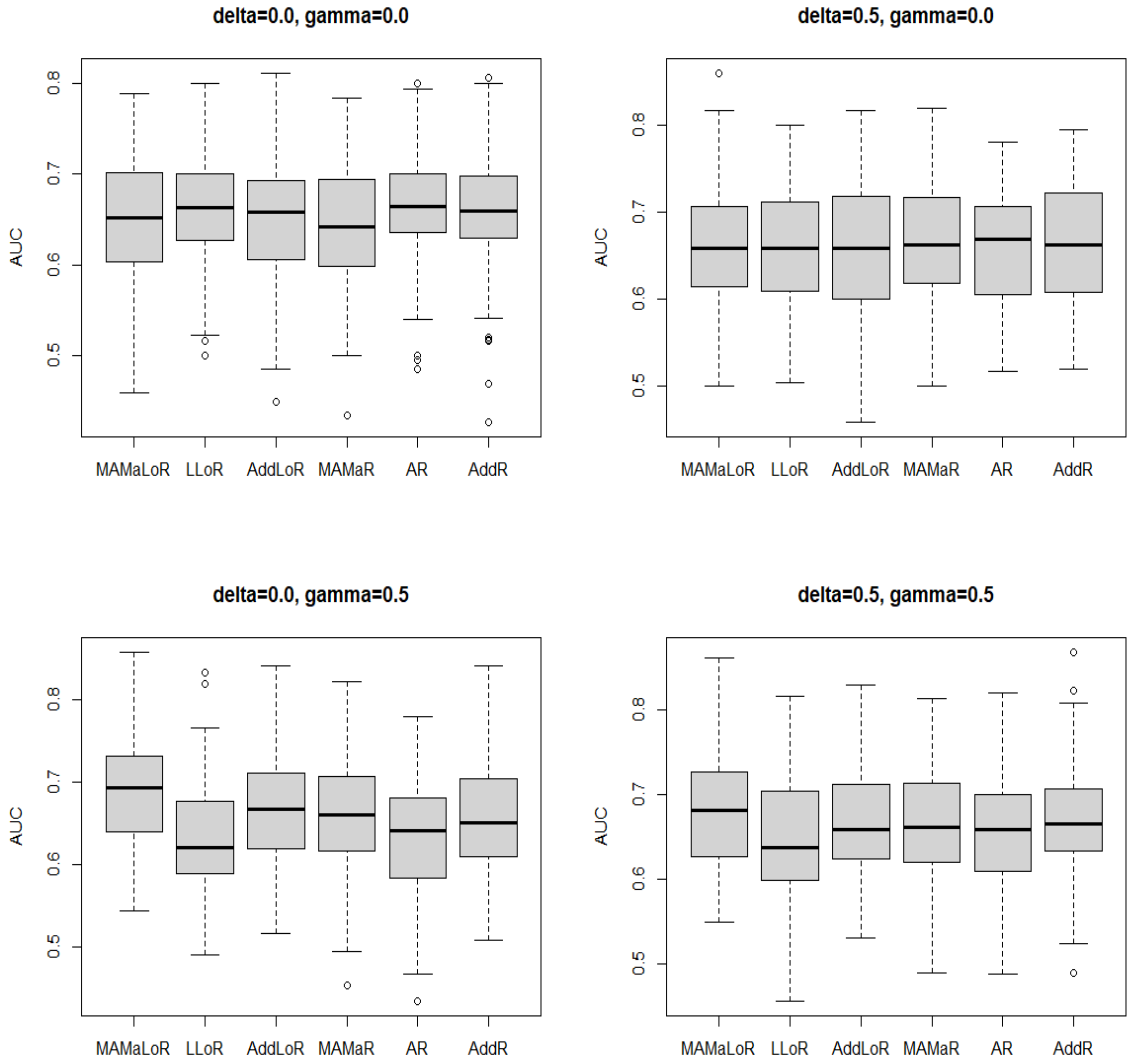 delta=0.0, gamma=0.0
AUC
0.8
0.7
0.6
0.5
MAMaLoR LLoR AddLoR MAMaR AR AddR
delta=0.5, gamma=0.0
AUC
0.8
0.7
0.6
0.5
MAMaLoR LLoR AddLoR MAMaR AR AddR
delta=0.0, gamma=0.5
AUC
0.8
0.7
0.6
0.5
MAMaLoR LLoR AddLoR MAMaR AR AddR
delta=0.5, gamma=0.5
AUC
0.8
0.7
0.6
0.5
MAMaLoR LLoR AddLoR MAMaR AR AddR